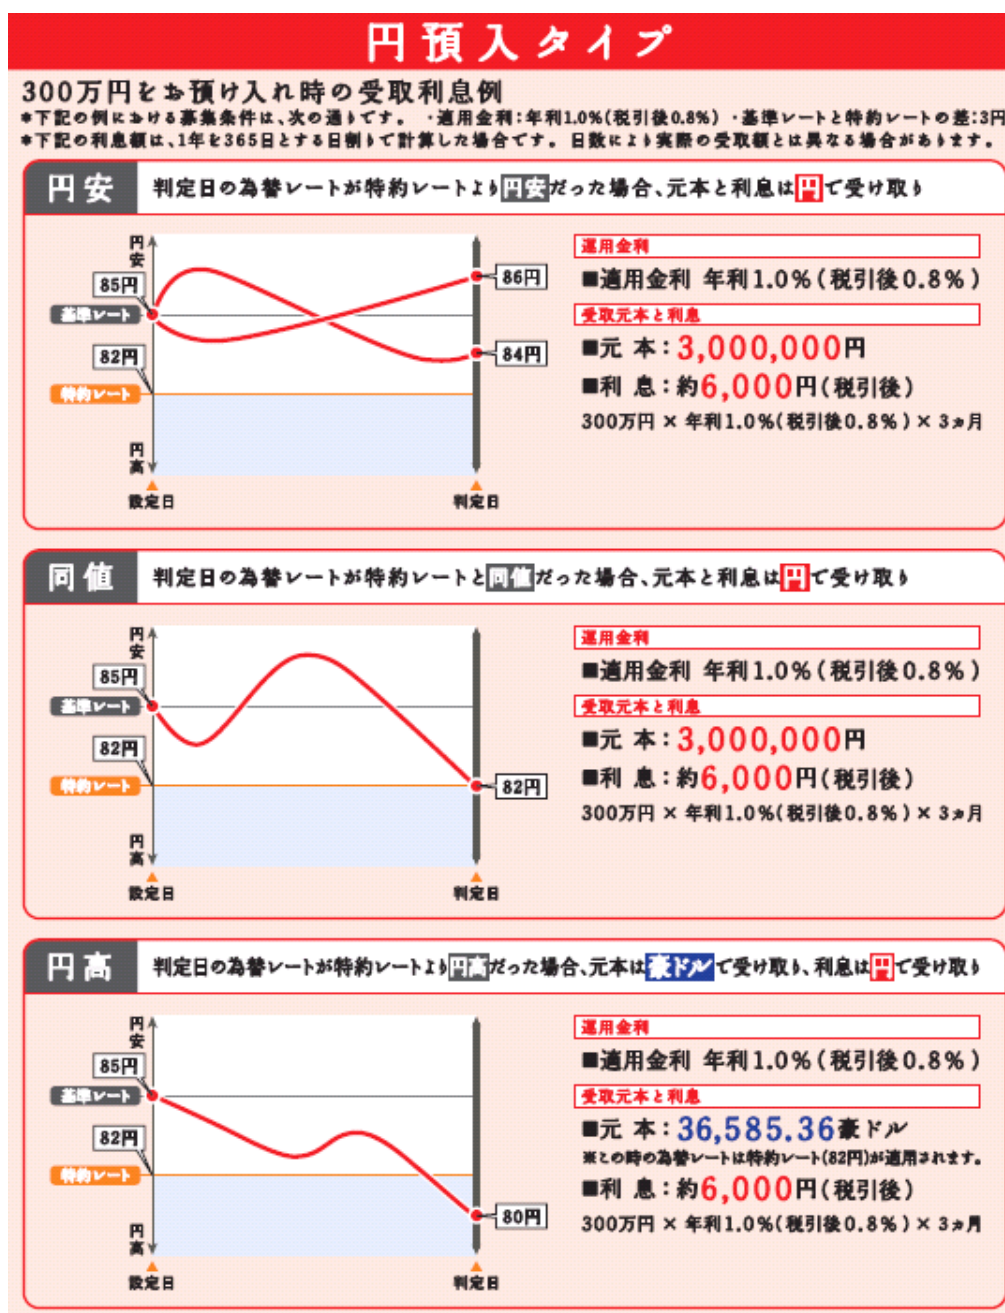 円預入タイプ
300万円をお預け入れ時の受取利息例
*下記の例における募集条件は、次の通りです。 ・適用金利:年利1.0%(税引後0.8%) ・基準レートと特約レートの差:3円
*下記の利息額は、1年を365日とする日割りで計算した場合です。日数により実際の受取額とは異なる場合があります。
円安 判定日の為替レートが特約レートより円安だった場合、元本と利息は円で受け取り
円安
85円
基準レート
82円
特約レート
円高
設定日
判定日
86円
84円
運用金利
■適用金利 年利1.0%(税引後0.8%)
受取元本と利息
■元 本:3,000,000円
■利 息:約6,000円(税引後)
300万円 × 年利1.0%(税引後0.8%) × 3ヵ月
同値 判定日の為替レートが特約レートと同値だった場合、元本と利息は円で受け取り
円安
85円
基準レート
82円
特約レート
円高
設定日
判定日
82円
運用金利
■適用金利 年利1.0%(税引後0.8%)
受取元本と利息
■元 本:3,000,000円
■利 息:約6,000円(税引後)
300万円 × 年利1.0%(税引後0.8%) × 3ヵ月
円高 判定日の為替レートが特約レートより円高だった場合、元本は豪ドルで受け取り、利息は円で受け取り
円安
85円
基準レート
82円
特約レート
円高
設定日
判定日
80円
運用金利
■適用金利 年利1.0%(税引後0.8%)
受取元本と利息
■元 本:36,585.36豪ドル
※この時の為替レートは特約レート(82円)が適用されます。
■利 息:約6,000円(税引後)
300万円 × 年利1.0%(税引後0.8%) × 3ヵ月